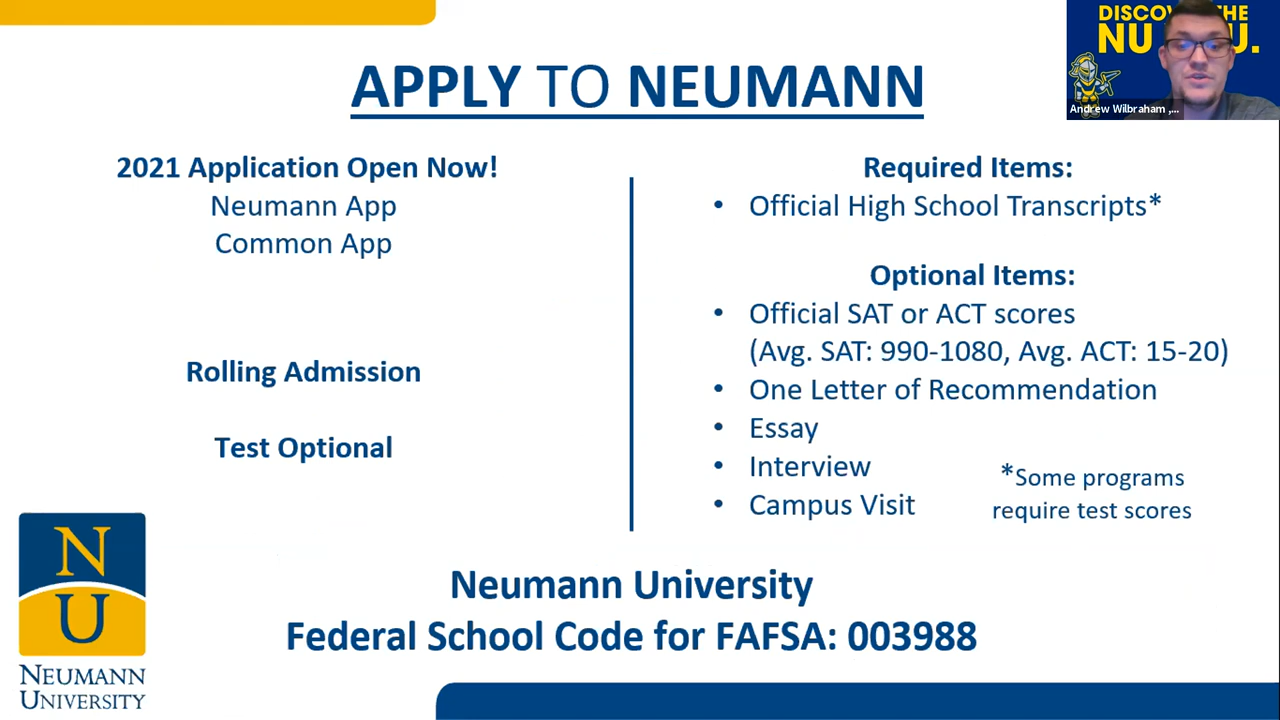 APPLY TO NEUMANN
2021 Application Open Now!
Neumann App
Common App
Rolling Admission
Test Optional
Required Items:
• Official High School Transcripts*
Optional Items:
• Official SAT or ACT scores
(Avg. SAT: 990-1080, Avg. ACT: 15-20)
• One Letter of Recommendation
• Essay
• Interview
• Campus Visit
*Some programs
require test scores
Neumann University
Federal School Code for FAFSA: 003988
N
U
NEUMANN
UNIVERSITY
NU
Andrew Wilbraham ,...